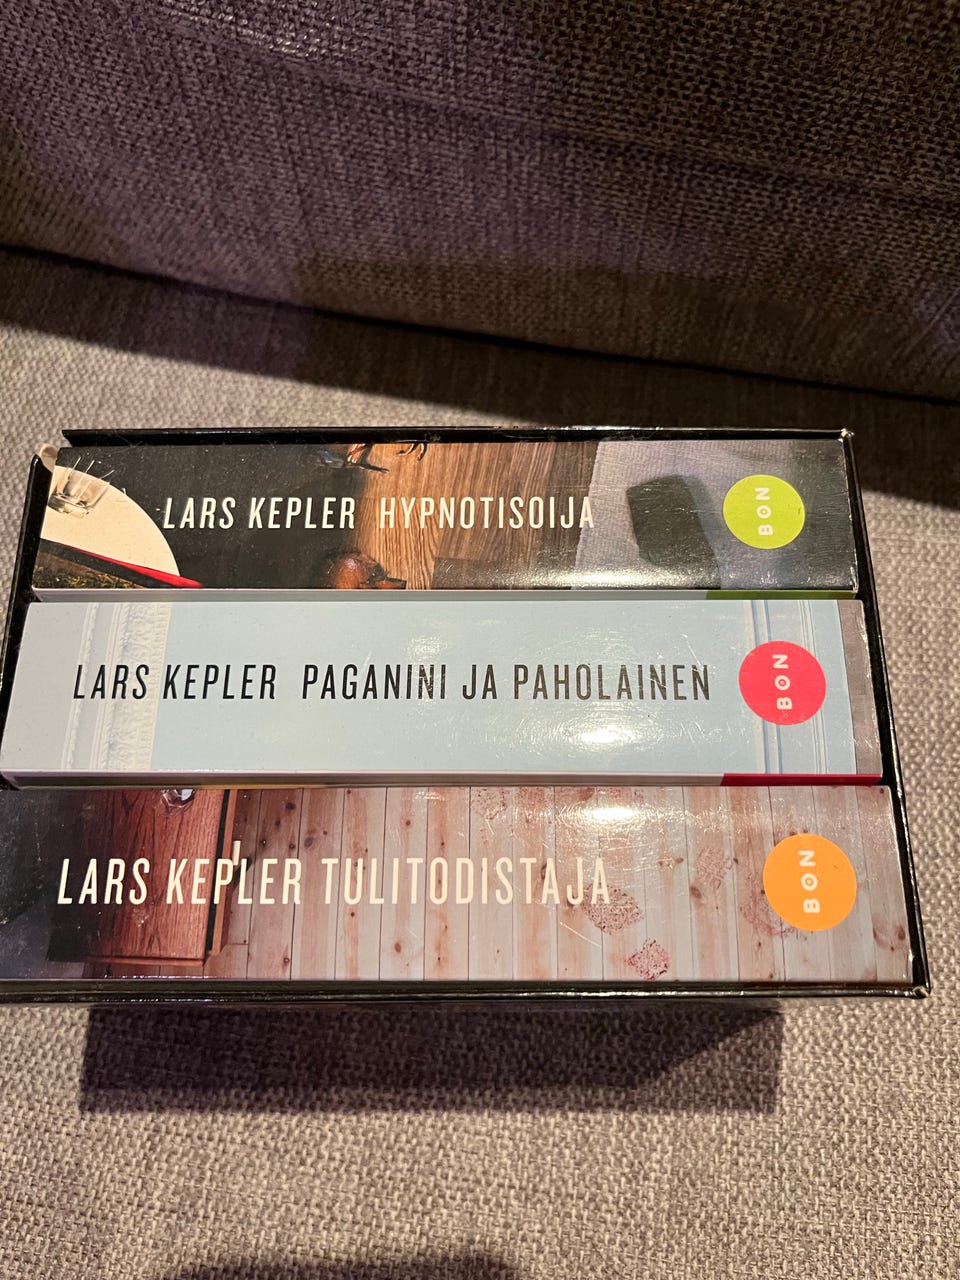 LARS KEPLER HYPNOTISOIJA BON
LARS KEPLER PAGANINI JA PAHOLAINEN BON
LARS KEPLER TULITODISTAJA BON